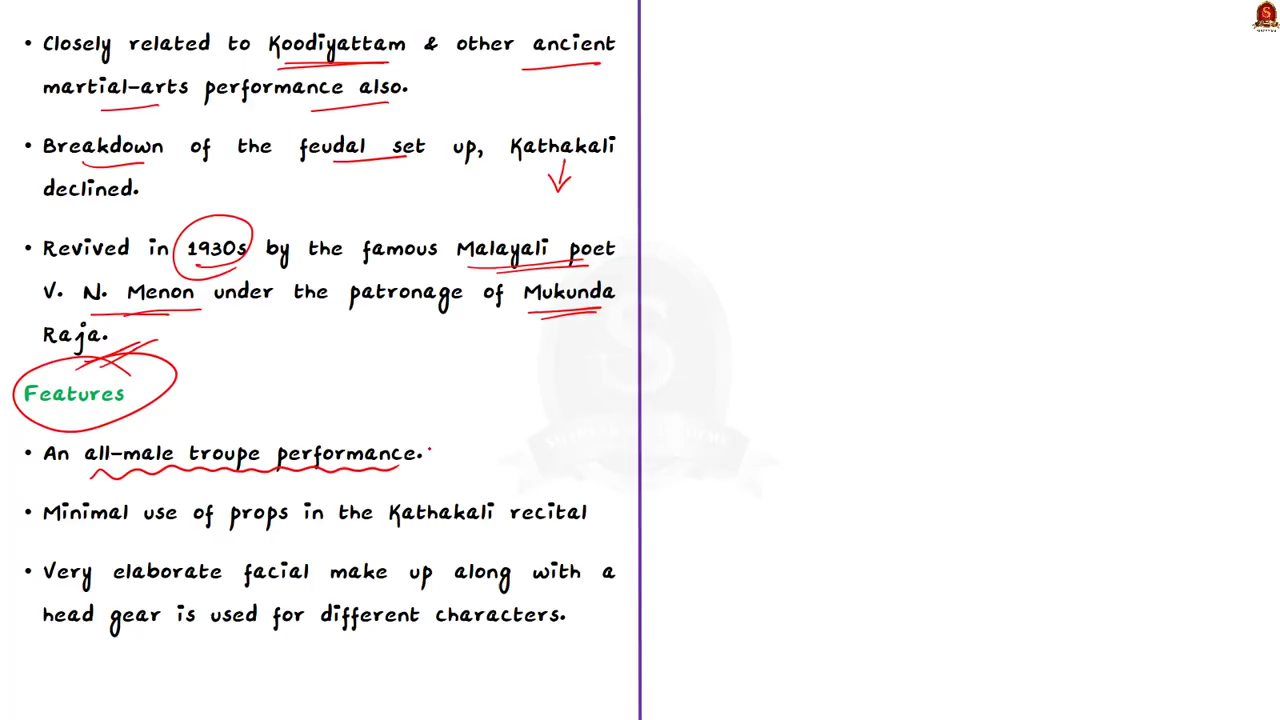 • Closely related to Koodiyattam & other ancient
martial-arts performance also.
• Breakdown of the feudal set up, Kathakali
declined.
• Revived in 1930s by the famous Malayali poet
V. N. Menon under the patronage of Mukunda
Raja.
Features
• An all-male troupe performance.
• Minimal use of props in the Kathakali recital
• Very elaborate facial make up along with a
head gear is used for different characters.